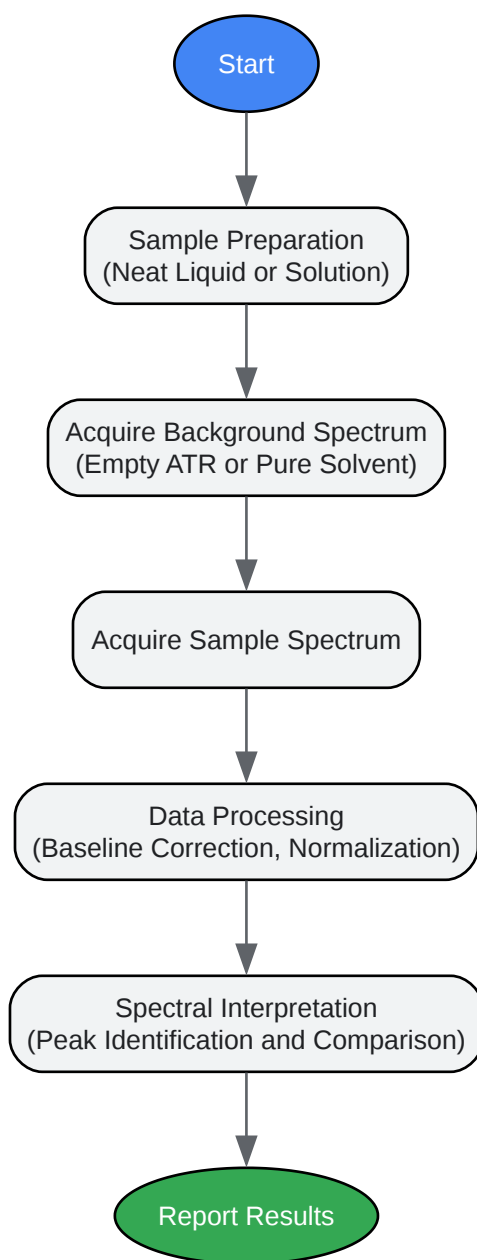 Start
Sample Preparation
(Neat Liquid or Solution)
Acquire Background Spectrum
(Empty ATR or Pure Solvent)
Acquire Sample Spectrum
Data Processing
(Baseline Correction, Normalization)
Spectral Interpretation
(Peak Identification and Comparison)
Report Results